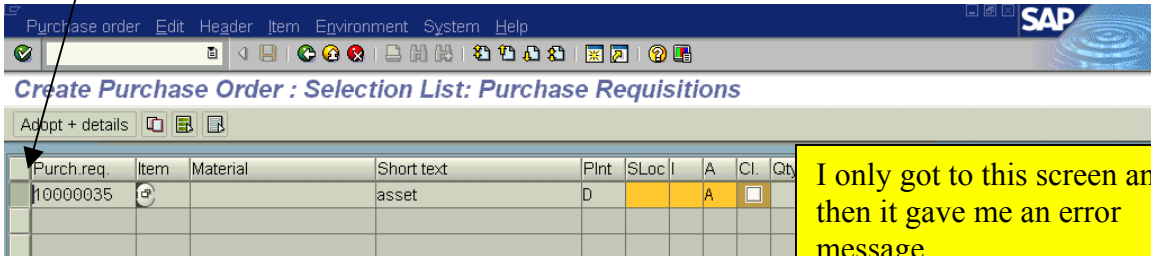 Purchase order Edit Header Item Environment System Help
SAP
Create Purchase Order : Selection List: Purchase Requisitions
Adopt + details
Purch.req. Item Material Short text Plnt SLoc I A Cl. Qty
10000035 asset D A
I only got to this screen an
then it gave me an error
message